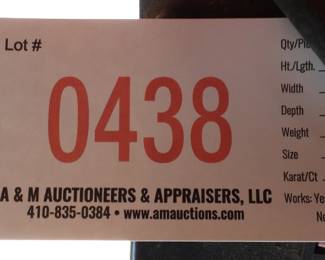 Lot #
0438
A & M AUCTIONEERS & APPRAISERS, LLC
410-835-0384 • www.amauctions.com
Ht./Lgth.
Width
Depth
Weight
Size
Karat/Ct
Works: